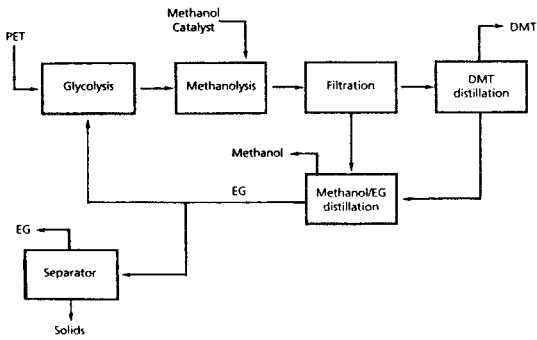 Methanol
Catalyst
PET
DMT
Glycolysis
Methanolysis
Filtration
DMT
distillation
Methanol
EG
Methanol/EG
distillation
EG
Separator
Solids